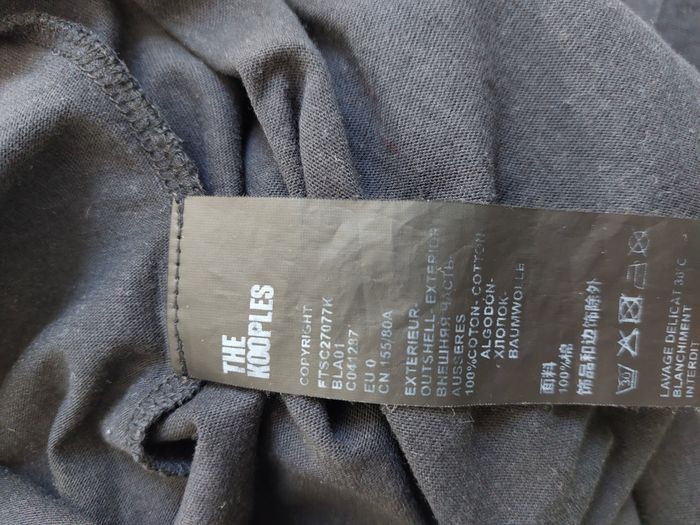 THE
KOOPLES
COPYRIGHT
FTSC27077K
BLA01
C041297
EU 0
CN 155/80A
EXTERIEUR-
OUTSHELL- EXTERIOR
ВНЕШНЯЯ ЧАСТЬ-
AUSSERES
100%COTON-COTTON-
ALGODÓN-
ХЛОПОК-
BAUMWOLLE
面料
100%棉
饰品和边饰除外
30
LAVAGE DELICAT 30°C
BLANCHIMENT
INTERDIT